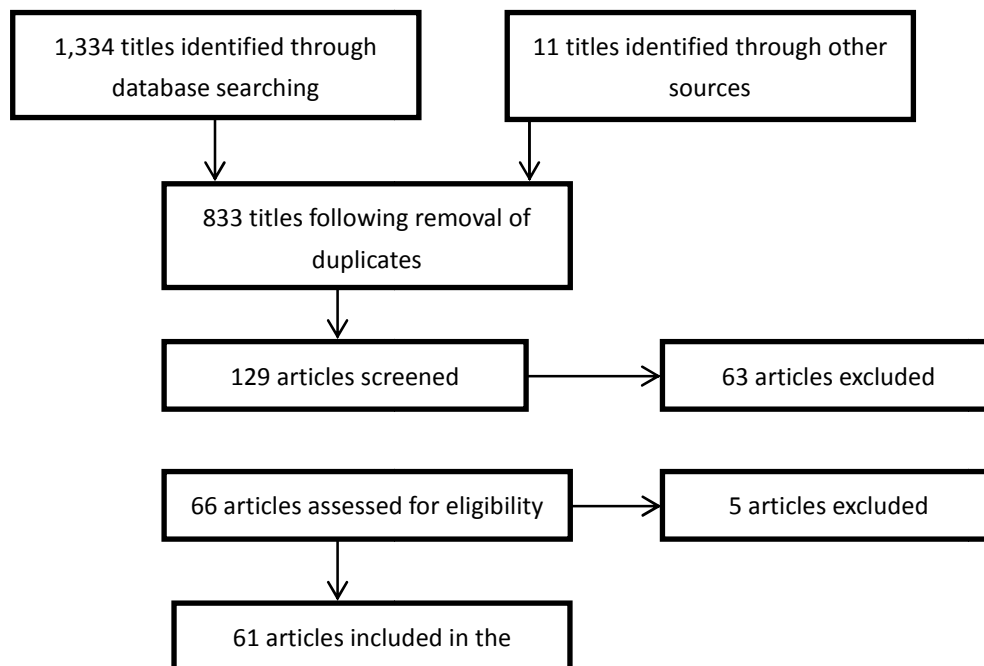 1,334 titles identified through
database searching
11 titles identified through other
sources
833 titles following removal of
duplicates
129 articles screened
63 articles excluded
66 articles assessed for eligibility
5 articles excluded
61 articles included in the